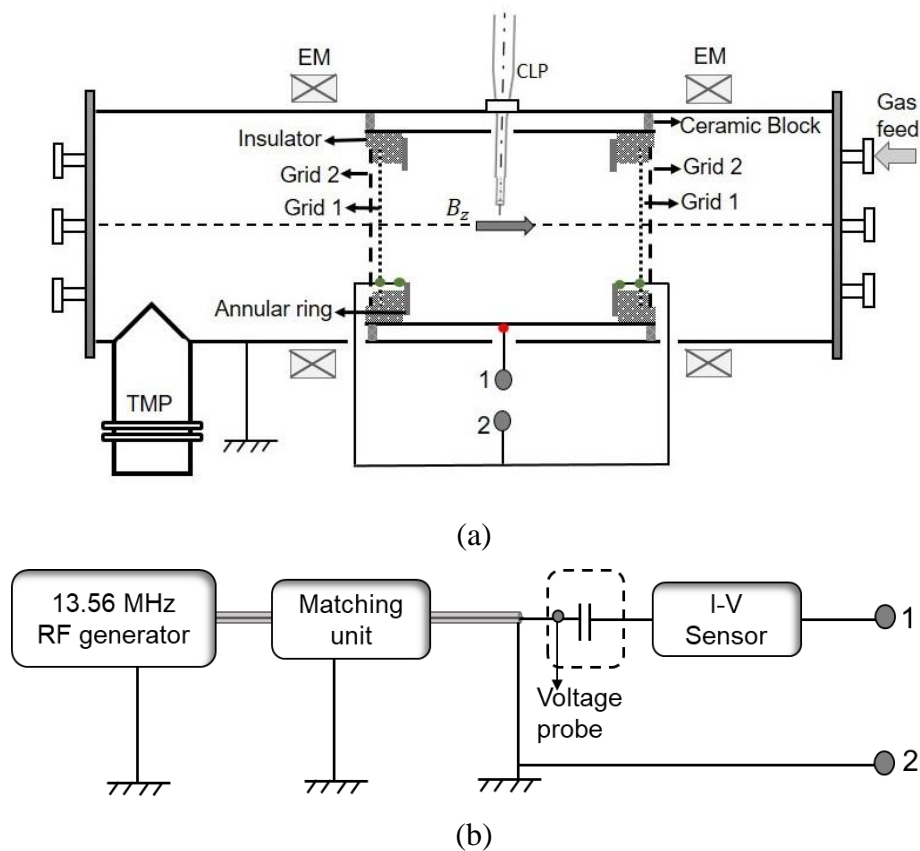 EM
CLP
EM
Gas
feed
Insulator
Ceramic Block
Grid 2
Grid 2
Grid 1
B_z
Grid 1
Annular ring
1
TMP
2
(a)
13.56 MHz
RF generator
Matching
unit
I-V
Sensor
1
Voltage
probe
2
(b)